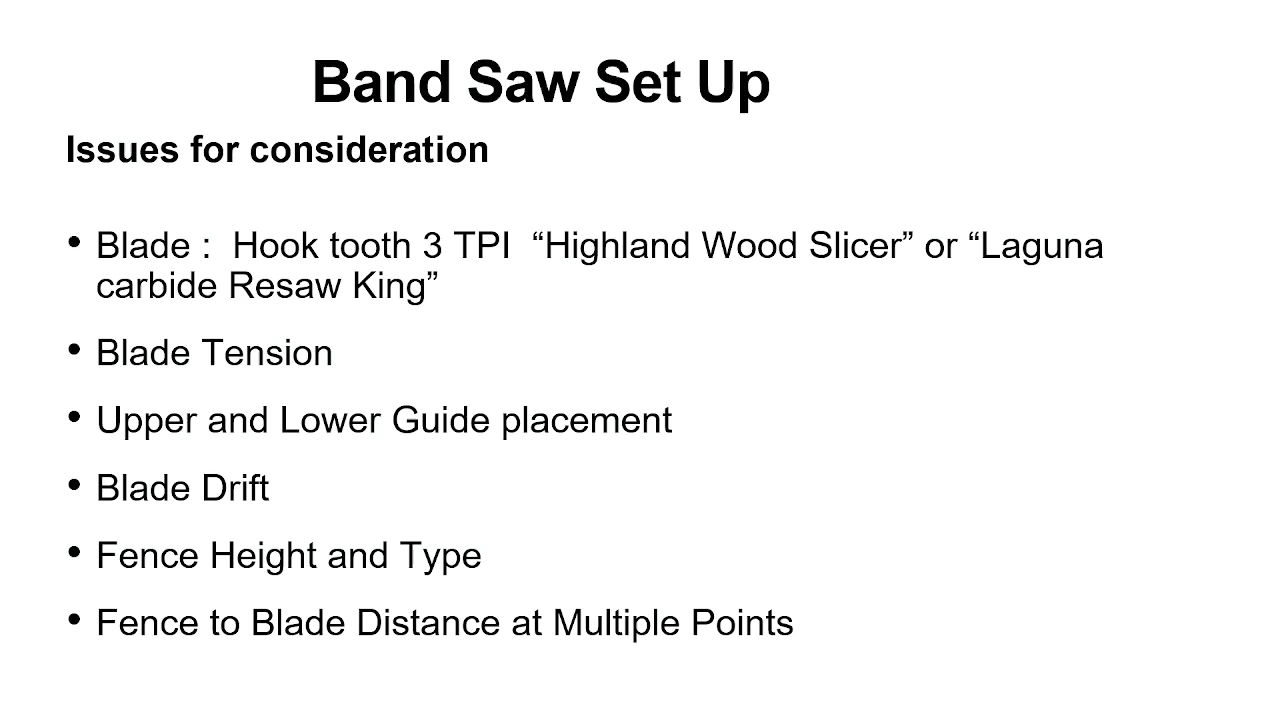 Band Saw Set Up
Issues for consideration
• Blade :  Hook tooth 3 TPI  “Highland Wood Slicer” or “Laguna
carbide Resaw King”
• Blade Tension
• Upper and Lower Guide placement
• Blade Drift
• Fence Height and Type
• Fence to Blade Distance at Multiple Points